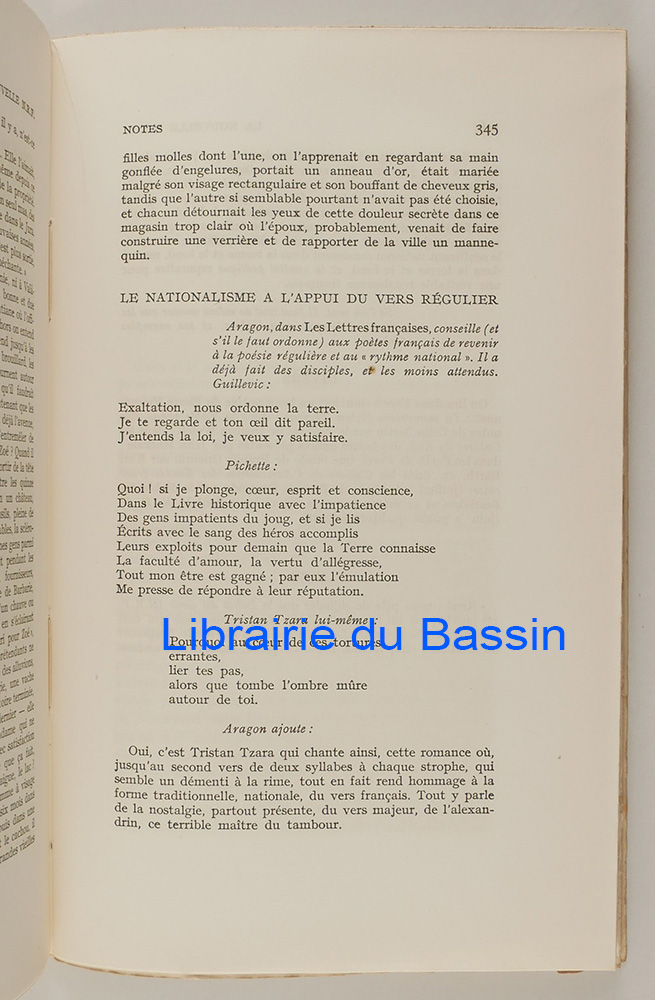 VELLE N.R.F.
NOTES
345
filles molles dont l'une, on l'apprenait en regardant sa main
gonflée d'engelures, portait un anneau d'or, était mariée
malgré son visage rectangulaire et son bouffant de cheveux gris,
tandis que l'autre si semblable pourtant n'avait pas été choisie,
et chacun détournait les yeux de cette douleur secrète dans ce
magasin trop clair où l'époux, probablement, venait de faire
construire une verrière et de rapporter de la ville un manne-
quin.
LE NATIONALISME A L'APPUI DU VERS RÉGULIER
Aragon, dans Les Lettres françaises, conseille (et
s'il le faut ordonne) aux poètes français de revenir
à la poésie régulière et au « rythme national ». Il a
déjà fait des disciples, et les moins attendus.
Guillevic :
Exaltation, nous ordonne la terre.
Je te regarde et ton œil dit pareil.
J'entends la loi, je veux y satisfaire.
Pichette :
Quoi ! si je plonge, cœur, esprit et conscience,
Dans le Livre historique avec l'impatience
Des gens impatients du joug, et si je lis
Écrits avec le sang des héros accomplis
Leurs exploits pour demain que la Terre connaisse
La faculté d'amour, la vertu d'allégresse,
Tout mon être est gagné ; par eux l'émulation
Me presse de répondre à leur réputation.
Tristan Tzara lui-même :
Librairie du Bassin
Pourquoi au cœur de ces tortures
errantes,
lier tes pas,
alors que tombe l'ombre mûre
autour de toi.
Aragon ajoute :
Oui, c'est Tristan Tzara qui chante ainsi, cette romance où,
jusqu'au second vers de deux syllabes à chaque strophe, qui
semble un démenti à la rime, tout en fait rend hommage à la
forme traditionnelle, nationale, du vers français. Tout y parle
de la nostalgie, partout présente, du vers majeur, de l'alexan-
drin, ce terrible maître du tambour.